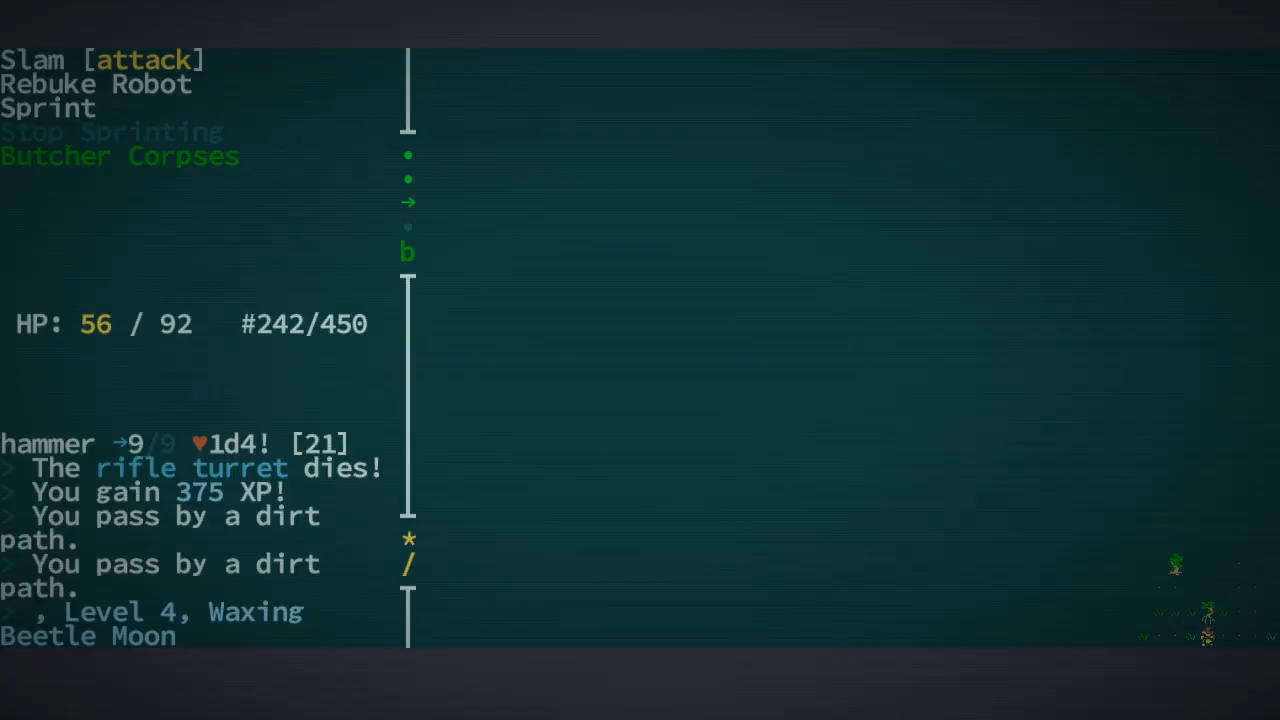 Slam [attack]
Rebuke Robot
Sprint
Stop Sprinting
Butcher Corpses
b
HP: 56 / 92 #242/450
hammer →9/9 ♥1d4! [21]
> The rifle turret dies!
> You gain 375 XP!
> You pass by a dirt
path.
> You pass by a dirt
path.
> , Level 4, Waxing
Beetle Moon
* 
/